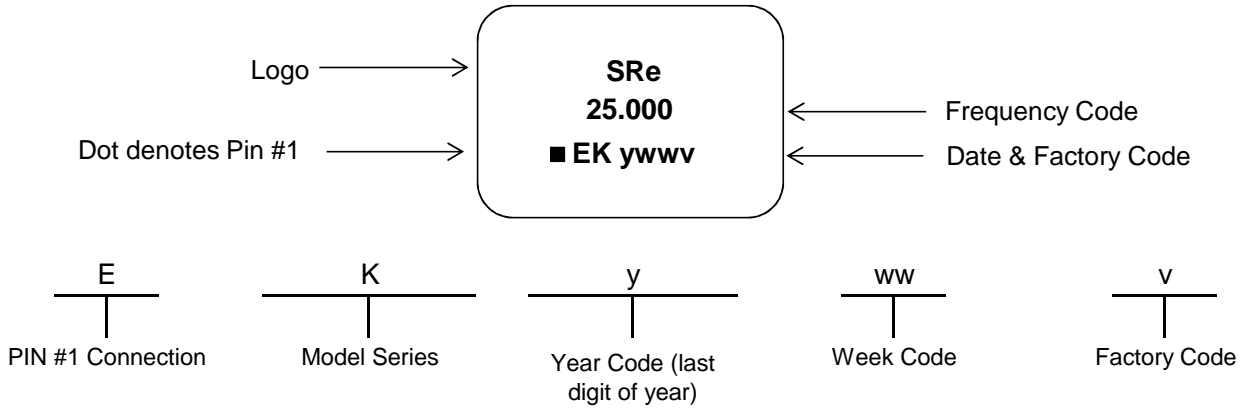 Logo
SRe
25.000
Frequency Code
Dot denotes Pin #1
■ EK ywwv
Date & Factory Code
E K y ww v
PIN #1 Connection Model Series Year Code (last Week Code Factory Code
digit of year)